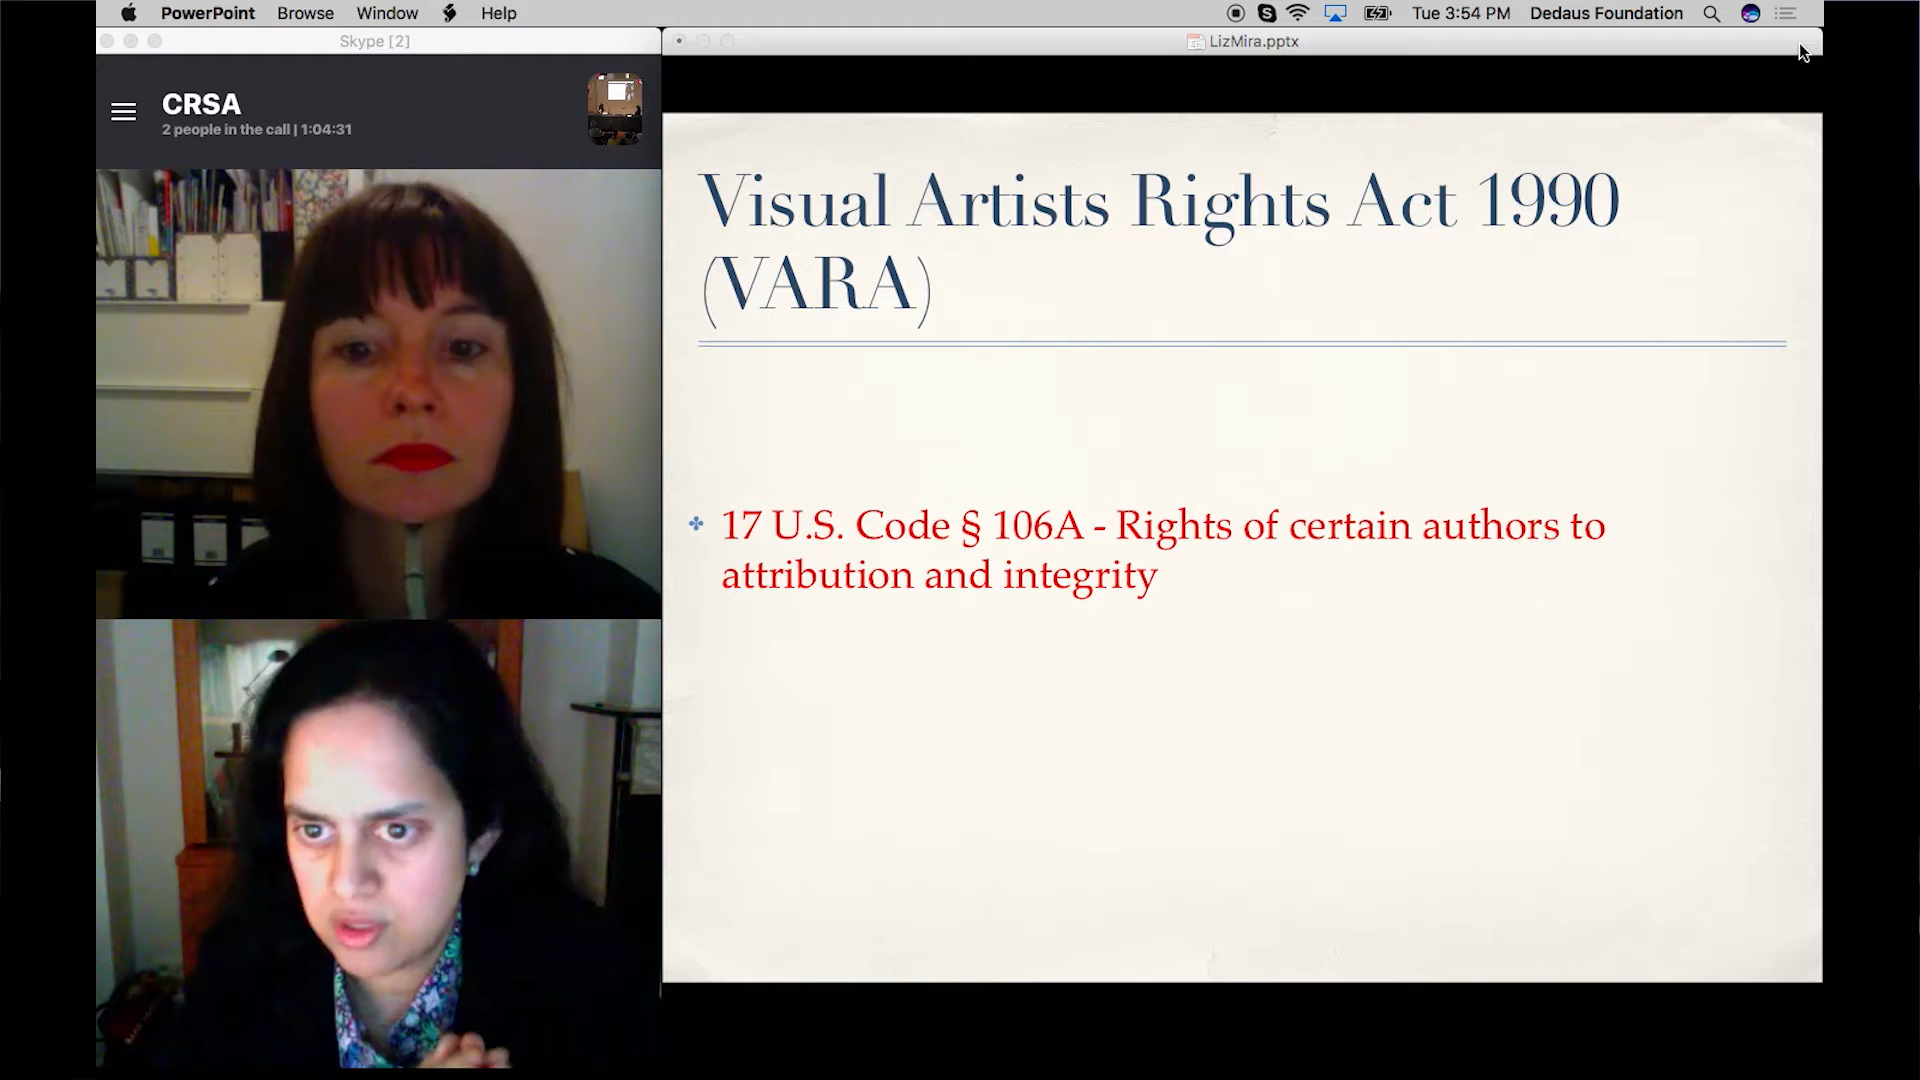 PowerPoint Browse Window Help
Tue 3:54 PM Dedaus Foundation
Skype [2]
LizMira.pptx
CRSA
2 people in the call | 1:04:31
Visual Artists Rights Act 1990
(VARA)
17 U.S. Code § 106A - Rights of certain authors to
attribution and integrity